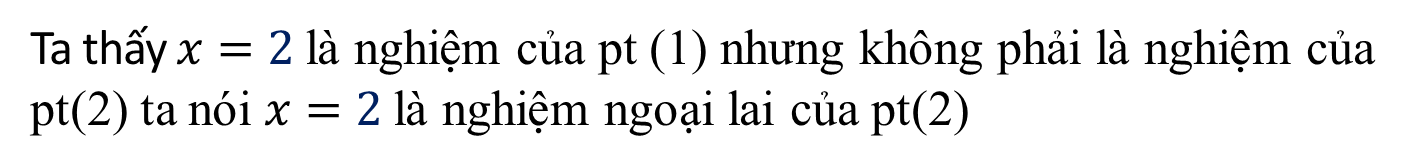 Ta thấy x = 2 là nghiệm của pt (1) nhưng không phải là nghiệm của
pt(2) ta nói x = 2 là nghiệm ngoại lai của pt(2)